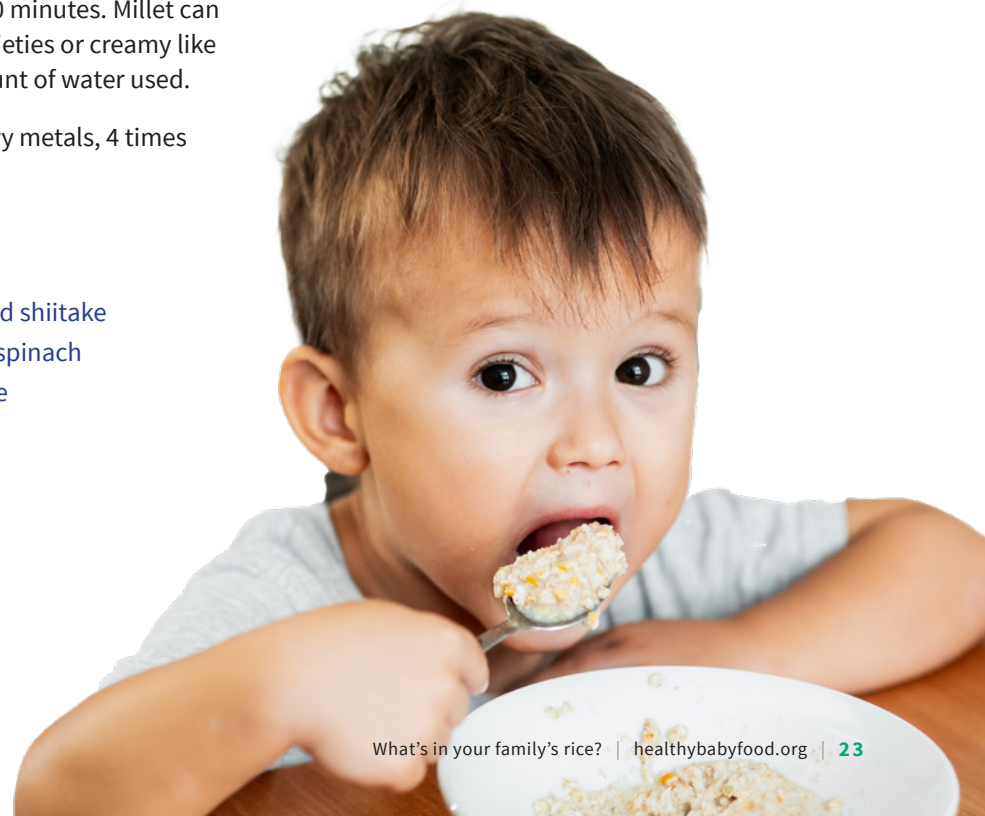 0 minutes. Millet can
ieties or creamy like
unt of water used.
y metals, 4 times
d shiitake
spinach
e
What's in your family's rice? | healthybabyfood.org | 23